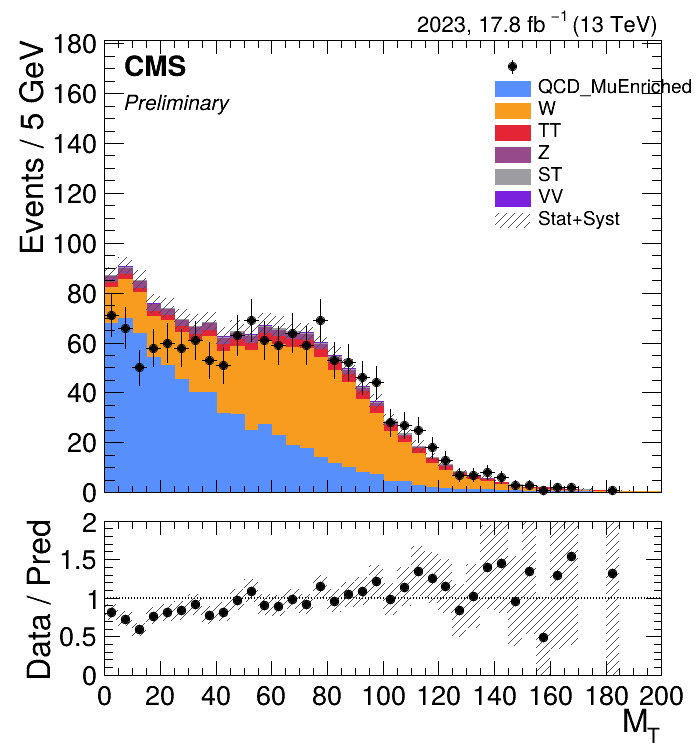 2023, 17.8 fb⁻¹ (13 TeV)
CMS
Preliminary
QCD_MuEnriched
W
TT
Z
ST
VV
Stat+Syst
Events / 5 GeV
180
160
140
120
100
80
60
40
20
0
Data / Pred
2
1.5
1
0.5
0
0 20 40 60 80 100 120 140 160 180 200
M_T